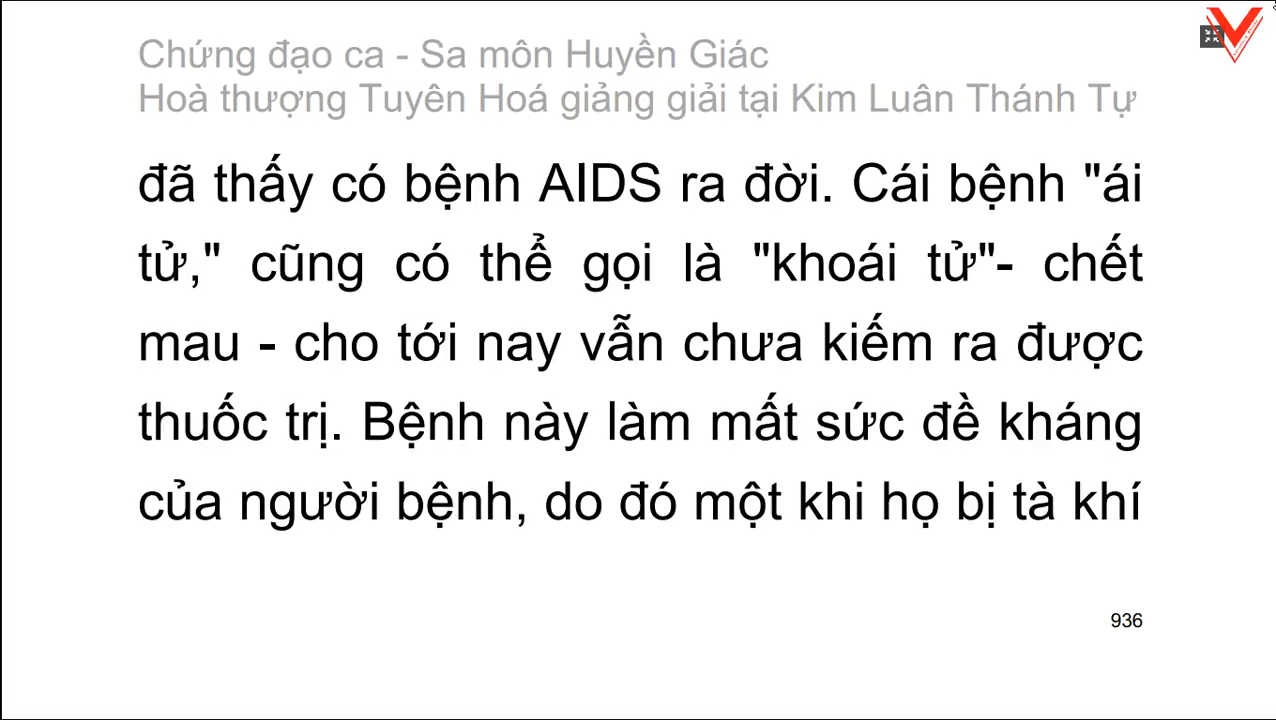 Chứng đạo ca - Sa môn Huyền Giác
Hoà thượng Tuyên Hoá giảng giải tại Kim Luân Thánh Tự
đã thấy có bệnh AIDS ra đời. Cái bệnh "ái
tử," cũng có thể gọi là "khoái tử"- chết
mau - cho tới nay vẫn chưa kiếm ra được
thuốc trị. Bệnh này làm mất sức đề kháng
của người bệnh, do đó một khi họ bị tà khí
936